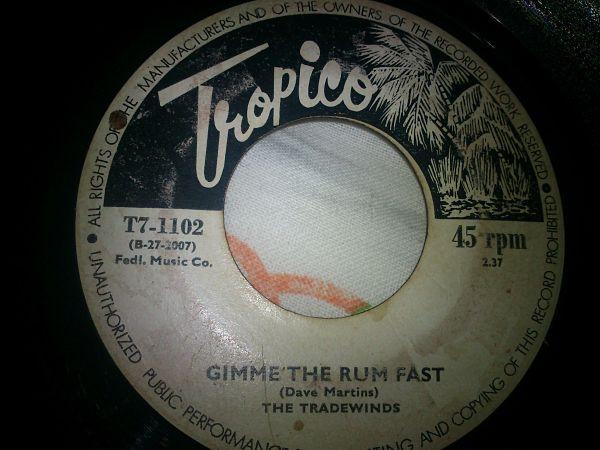 ALL RIGHTS OF THE MANUFACTURERS AND OF THE OWNERS OF THE RECORDED WORK RESERVED
Tropico
T7-1102
(B-27-2007)
Fedl. Music Co.
45 rpm
2.37
GIMME THE RUM FAST
(Dave Martins)
THE TRADEWINDS
UNAUTHORIZED PUBLIC PERFORMANCE AND COPYING OF THIS RECORD PROHIBITED